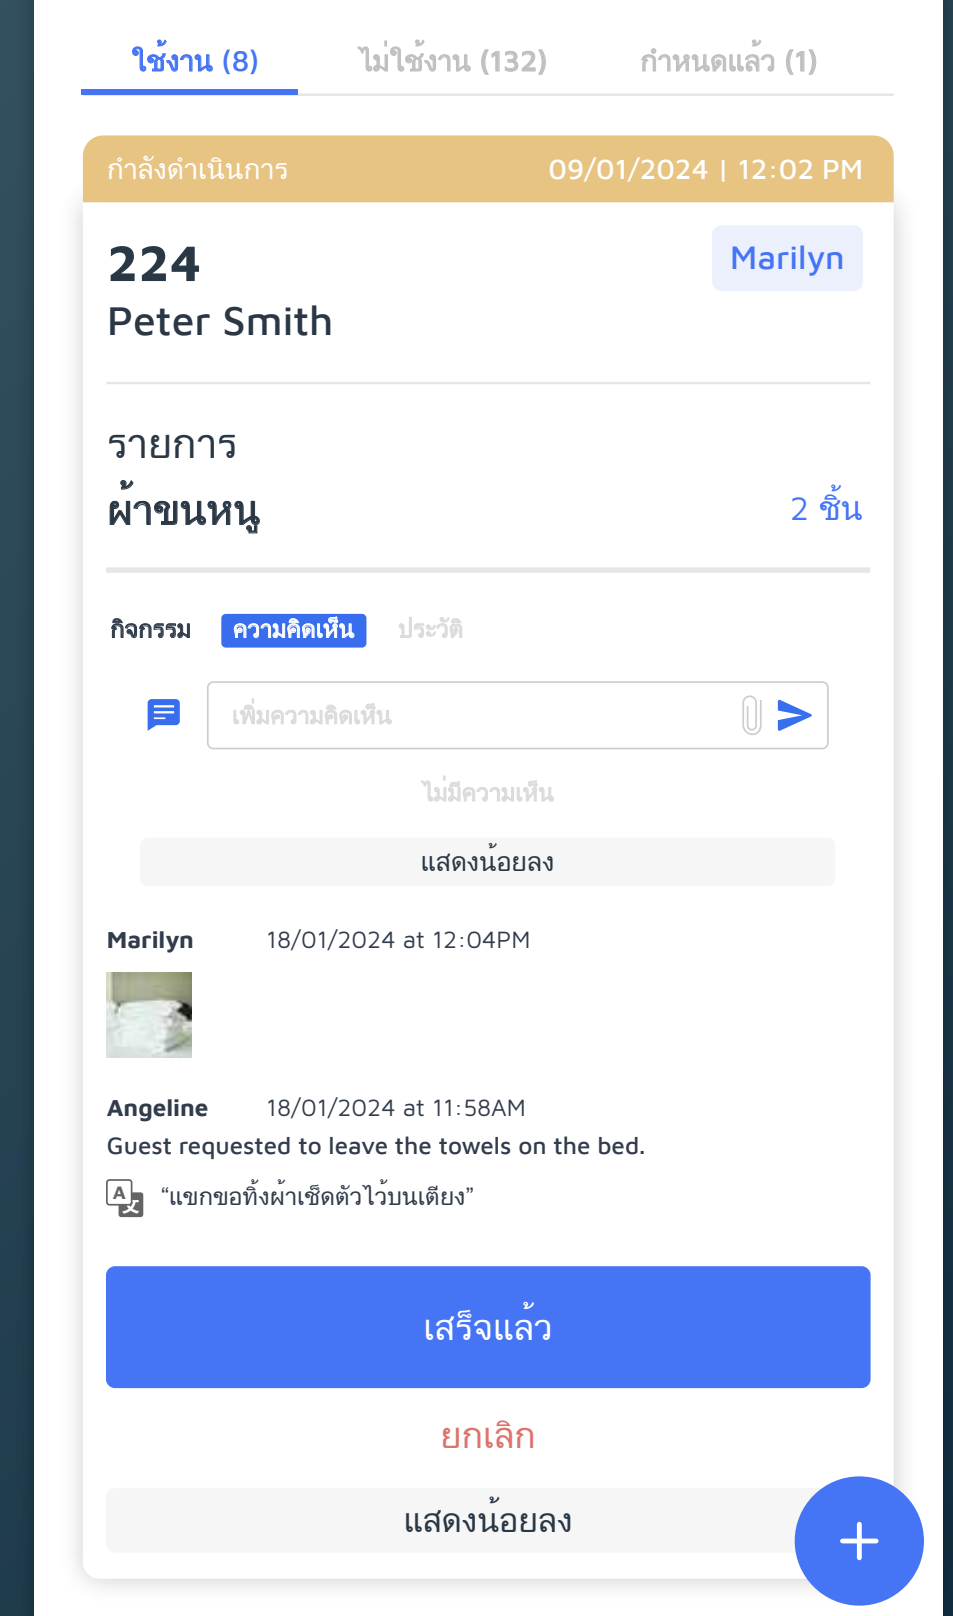 ใช้งาน (8) ไม่ใช้งาน (132) กำหนดแล้ว (1)
กำลังดำเนินการ 09/01/2024 | 12:02 PM
224 Marilyn
Peter Smith
รายการ
ผ้าขนหนู 2 ชิ้น
กิจกรรม ความคิดเห็น ประวัติ
เพิ่มความคิดเห็น
ไม่มีความเห็น
แสดงน้อยลง
Marilyn 18/01/2024 at 12:04PM
Angeline 18/01/2024 at 11:58AM
Guest requested to leave the towels on the bed.
A 文 “แขกขอทิ้งผ้าเช็ดตัวไว้บนเตียง”
เสร็จแล้ว
ยกเลิก
แสดงน้อยลง